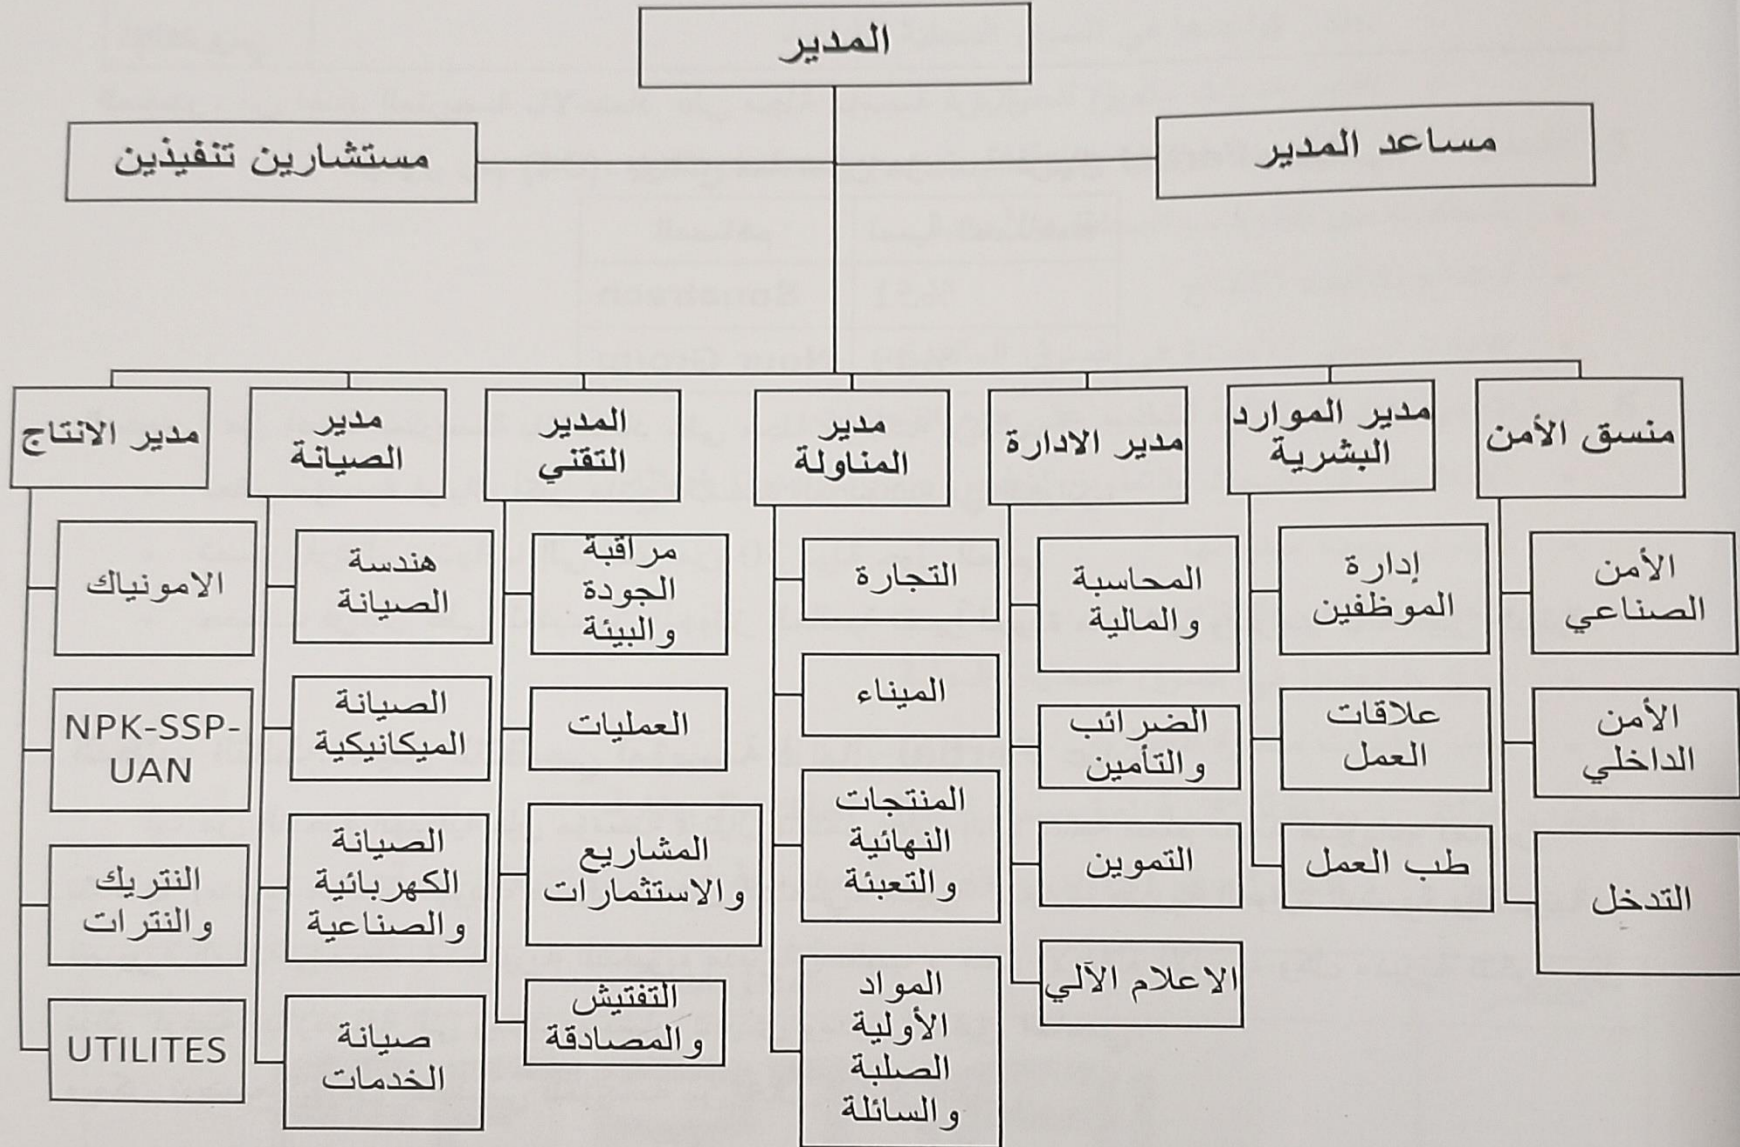 المدير
مساعد المدير
مستشارين تنفيذين
منسق الأمن
الأمن
الصناعي
الأمن
الداخلي
التدخل
مدير الموارد
البشرية
إدارة
الموظفين
علاقات
العمل
طب العمل
مدير الادارة
المحاسبة
والمالية
الضرائب
والتأمين
التموين
الاعلام الآلي
مدير
المناولة
التجارة
الميناء
المنتجات
النهائية
والتعبئة
المواد
الأولية
الصلبة
والسائلة
المدير
التقني
مراقبة
الجودة
والبيئة
العمليات
المشاريع
والاستثمارات
التفتيش
والمصادقة
مدير
الصيانة
هندسة
الصيانة
الصيانة
الميكانيكية
الصيانة
الكهربائية
والصناعية
صيانة
الخدمات
مدير الانتاج
الامونياك
NPK-SSP-
UAN
النتريك
والنترات
UTILITES